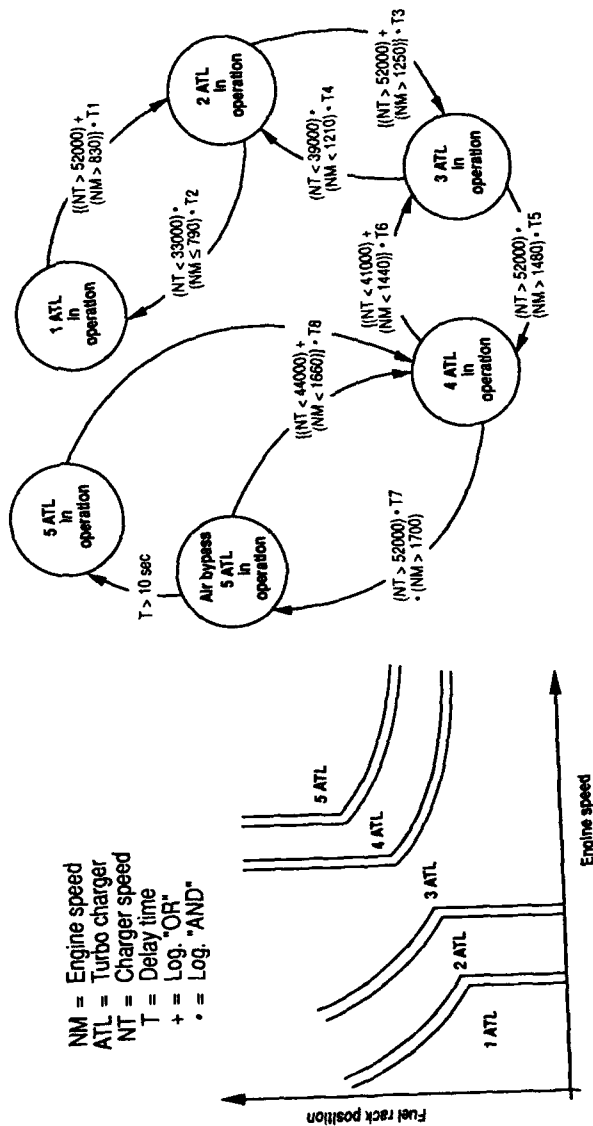 NM = Engine speed
ATL = Turbo charger
NT = Charger speed
T = Delay time
+ = Log. "OR"
• = Log. "AND"
Fuel rack position
Engine speed
1 ATL
2 ATL
3 ATL
4 ATL
5 ATL
5 ATL
in
operation
T > 10 sec
Air bypass
5 ATL
in
operation
(NT > 52000) • T7
• (NM > 1700)
1 ATL
in
operation
{(NT > 52000) +
(NM > 830)} • T1
2 ATL
in
operation
(NT < 33000) •
(NM ≤ 790) • T2
{(NT < 44000) +
(NM < 1660)} • T8
4 ATL
in
operation
{(NT < 41000) +
(NM < 1440)} • T6
(NT < 39000) •
(NM < 1210) • T4
{(NT > 52000) +
(NM > 1250)} • T3
3 ATL
in
operation
(NT > 52000) •
(NM > 1480) • T5